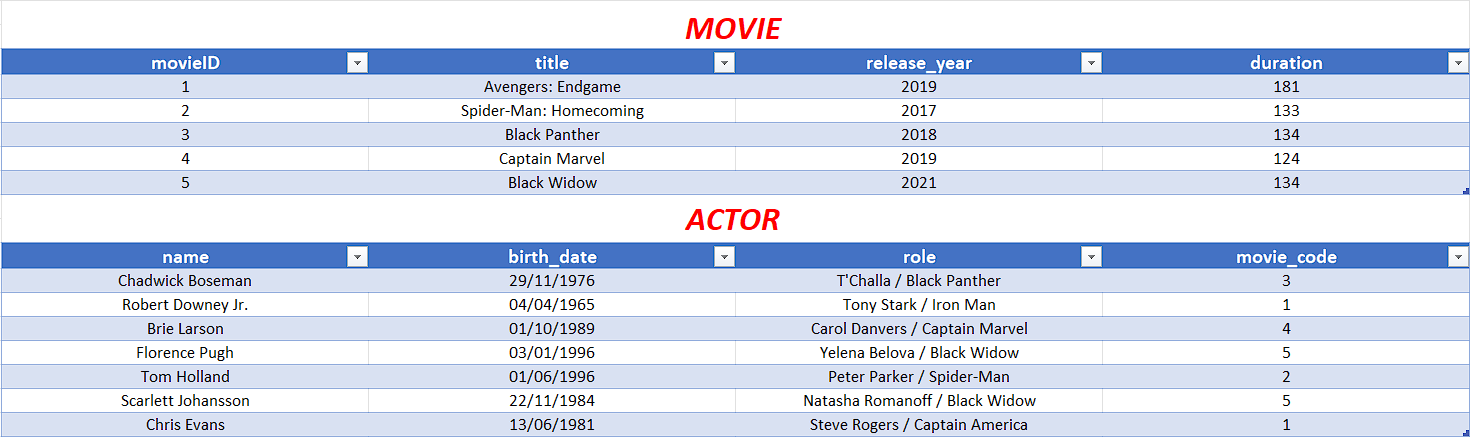 MOVIE
movieID title release_year duration
1 Avengers: Endgame 2019 181
2 Spider-Man: Homecoming 2017 133
3 Black Panther 2018 134
4 Captain Marvel 2019 124
5 Black Widow 2021 134
ACTOR
name birth_date role movie_code
Chadwick Boseman 29/11/1976 T'Challa / Black Panther 3
Robert Downey Jr. 04/04/1965 Tony Stark / Iron Man 1
Brie Larson 01/10/1989 Carol Danvers / Captain Marvel 4
Florence Pugh 03/01/1996 Yelena Belova / Black Widow 5
Tom Holland 01/06/1996 Peter Parker / Spider-Man 2
Scarlett Johansson 22/11/1984 Natasha Romanoff / Black Widow 5
Chris Evans 13/06/1981 Steve Rogers / Captain America 1